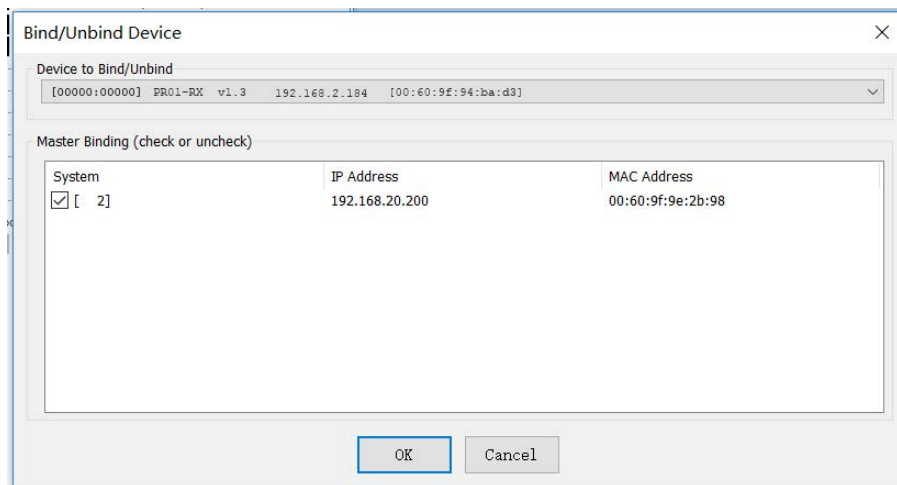 Bind/Unbind Device
Device to Bind/Unbind
[00000:00000] PR01-RX v1.3 192.168.2.184 [00:60:9f:94:ba:d3]
Master Binding (check or uncheck)
System IP Address MAC Address
[ 2] 192.168.20.200 00:60:9f:9e:2b:98
OK Cancel